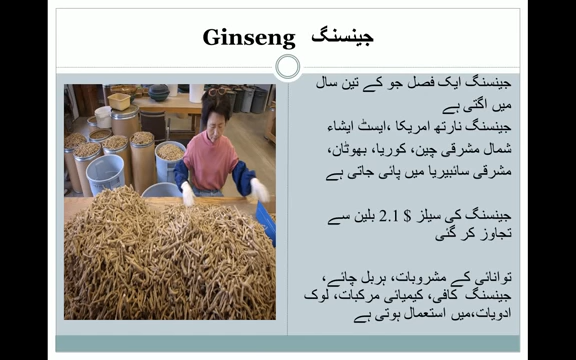 جینسنگ Ginseng
جینسنگ ایک فصل جو کے تین سال
میں اگتی ہے
جینسنگ نارتھ امریکا ،ایسٹ ایشاء
شمال مشرقی چین، کوریا، بھوٹان،
مشرقی سائبیریا میں پائی جاتی ہے
جینسنگ کی سیلز $ 2.1 بلین سے
تجاوز کر گئی
توانائی کے مشروبات، ہربل چائے،
جینسنگ کافی، کیمیائی مرکبات، لوک
ادویات،میں استعمال ہوتی ہے